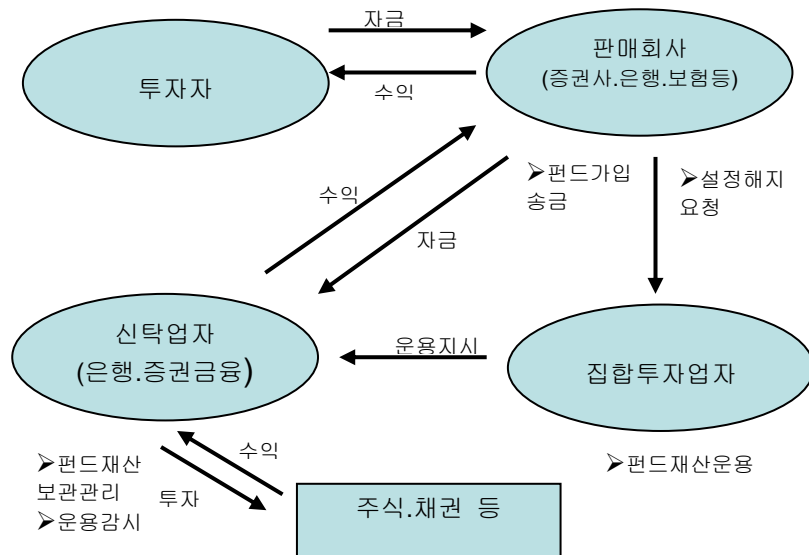 자금
판매회사
(증권사.은행.보험등)
투자자
수익
➢펀드가입
송금
➢설정해지
요청
수익
자금
신탁업자
(은행.증권금융)
운용지시
집합투자업자
➢펀드재산
보관관리
➢운용감시
수익
투자
➢펀드재산운용
주식.채권 등